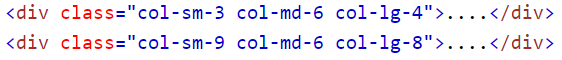 <div class="col-sm-3 col-md-6 col-lg-4">....</div>
<div class="col-sm-9 col-md-6 col-lg-8">....</div>